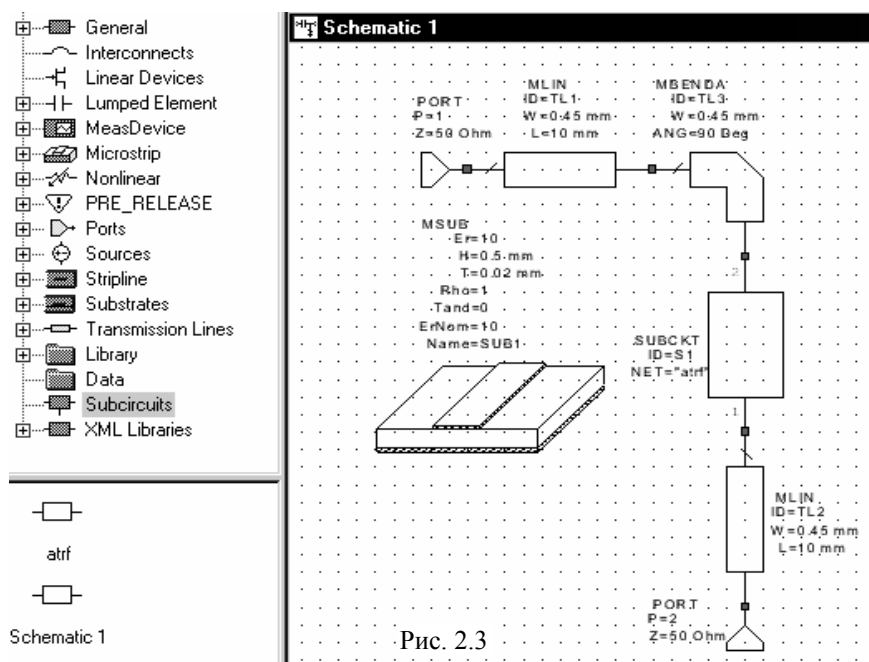 General
Interconnects
Linear Devices
Lumped Element
MeasDevice
Microstrip
Nonlinear
PRE_RELEASE
Ports
Sources
Stripline
Substrates
Transmission Lines
Library
Data
Subcircuits
XML Libraries
atrf
Schematic 1
Schematic 1
PORT
P=1
Z=50 Ohm
MLIN
ID=TL1
W=0.45 mm
L=10 mm
MBENDA
ID=TL3
W=0.45 mm
ANG=90 Deg
MSUB
Er=10
H=0.5 mm
T=0.02 mm
Rho=1
Tand=0
ErNom=10
Name=SUB1
2
SUBCKT
ID=S1
NET="atrf"
1
MLIN
ID=TL2
W=0.45 mm
L=10 mm
PORT
P=2
Z=50 Ohm
Рис. 2.3